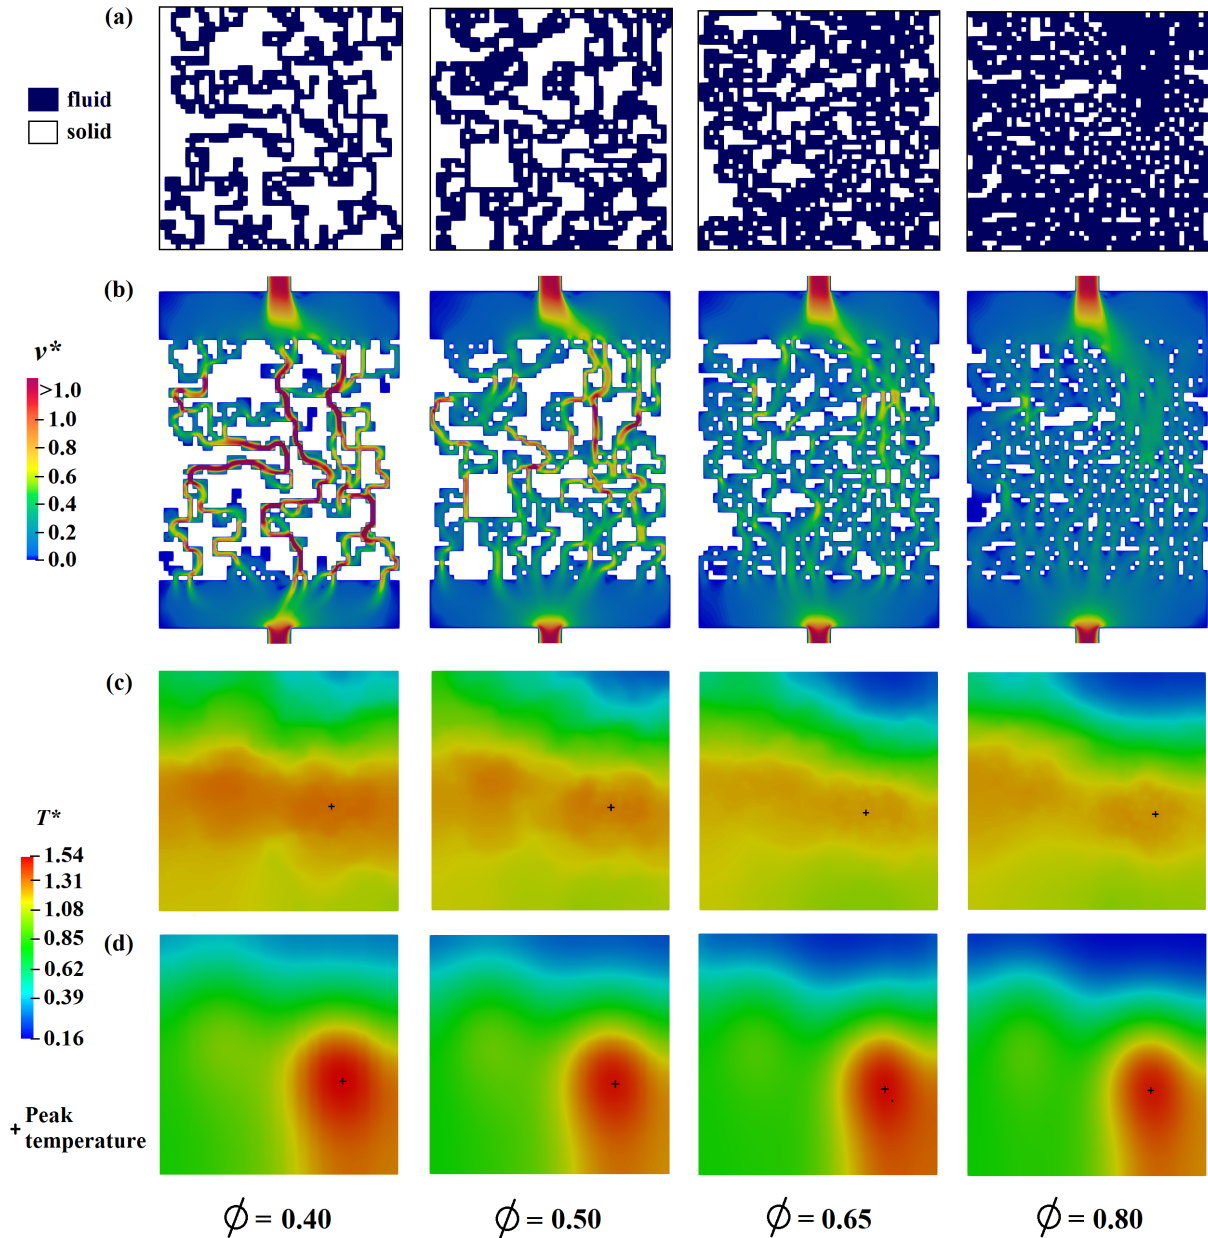 (a)
fluid
solid
(b)
v*
>1.0
1.0
0.8
0.6
0.4
0.2
0.0
(c)
T*
1.54
1.31
1.08
0.85
0.62
0.39
0.16
(d)
+ Peak
temperature
ϕ = 0.40 ϕ = 0.50 ϕ = 0.65 ϕ = 0.80